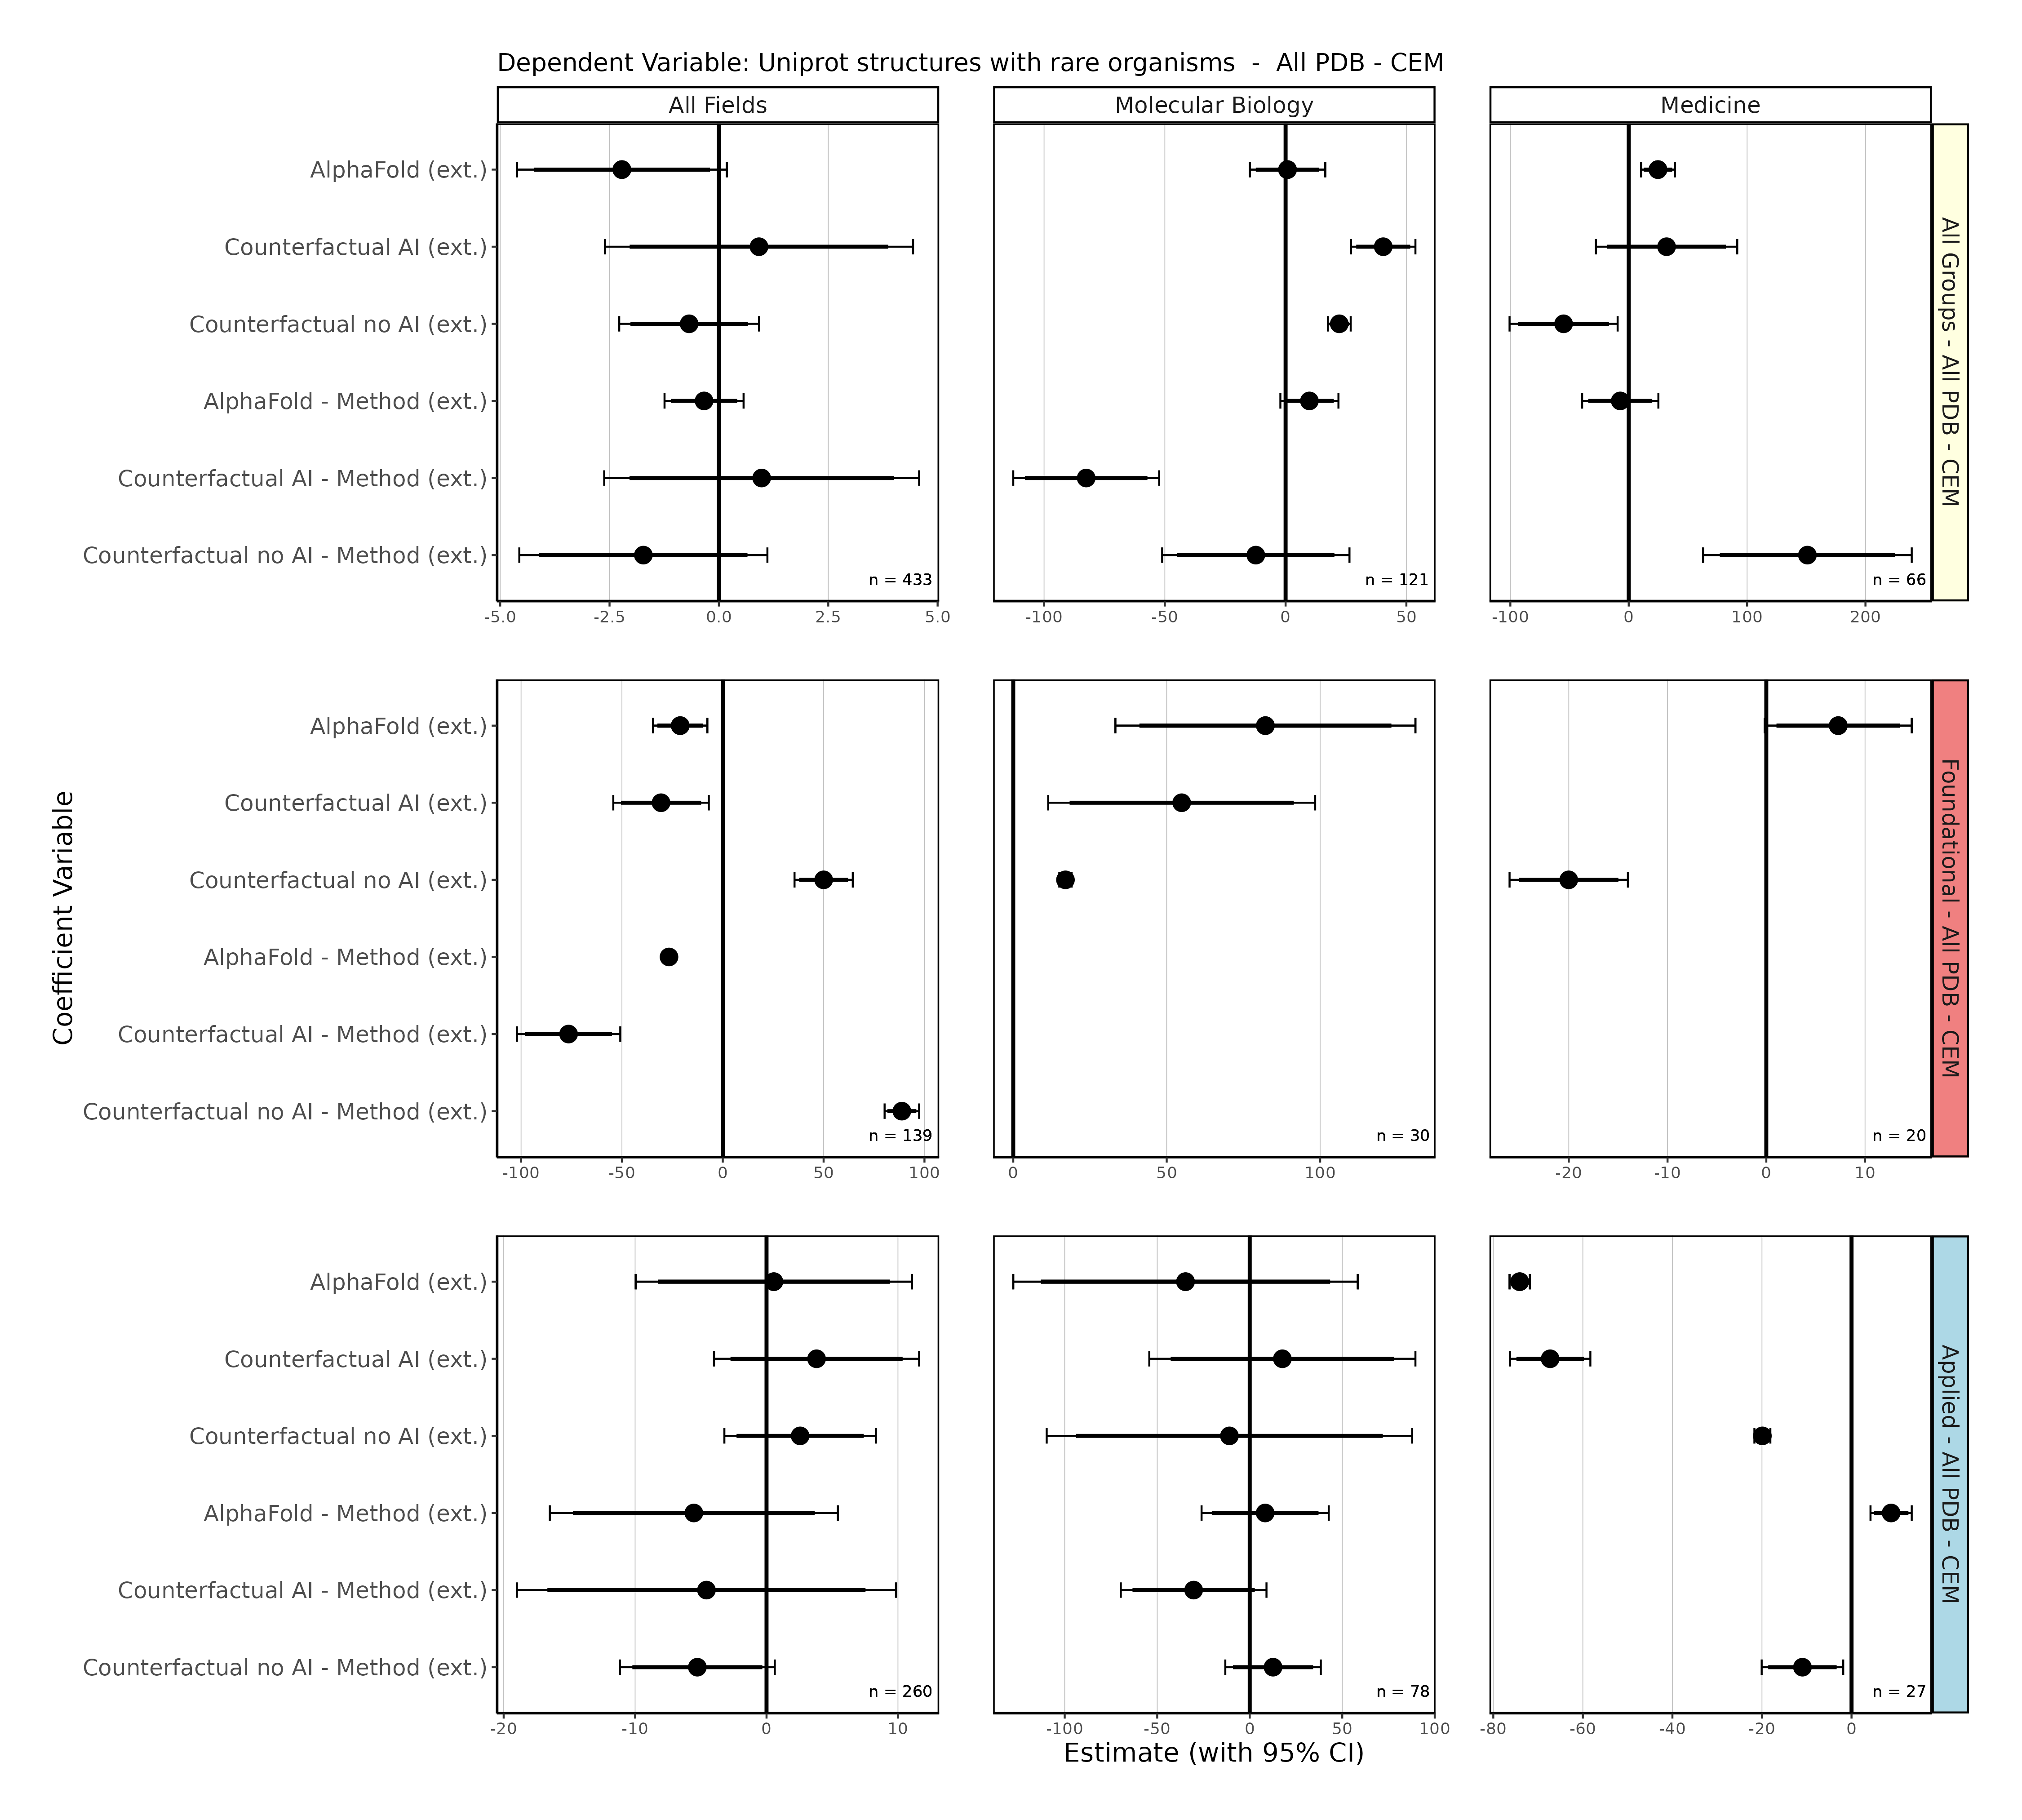 Dependent Variable: Uniprot structures with rare organisms - All PDB - CEM
All Fields
Molecular Biology
Medicine
AlphaFold (ext.)
Counterfactual AI (ext.)
Counterfactual no AI (ext.)
AlphaFold - Method (ext.)
Counterfactual AI - Method (ext.)
Counterfactual no AI - Method (ext.)
n = 433
n = 121
n = 66
All Groups - All PDB - CEM
-5.0 -2.5 0.0 2.5 5.0
-100 -50 0 50
-100 0 100 200
Coefficient Variable
AlphaFold (ext.)
Counterfactual AI (ext.)
Counterfactual no AI (ext.)
AlphaFold - Method (ext.)
Counterfactual AI - Method (ext.)
Counterfactual no AI - Method (ext.)
n = 139
n = 30
n = 20
Foundational - All PDB - CEM
-100 -50 0 50 100
0 50 100
-20 -10 0 10
AlphaFold (ext.)
Counterfactual AI (ext.)
Counterfactual no AI (ext.)
AlphaFold - Method (ext.)
Counterfactual AI - Method (ext.)
Counterfactual no AI - Method (ext.)
n = 260
n = 78
n = 27
Applied - All PDB - CEM
-20 -10 0 10
-100 -50 0 50 100
-80 -60 -40 -20 0
Estimate (with 95% CI)